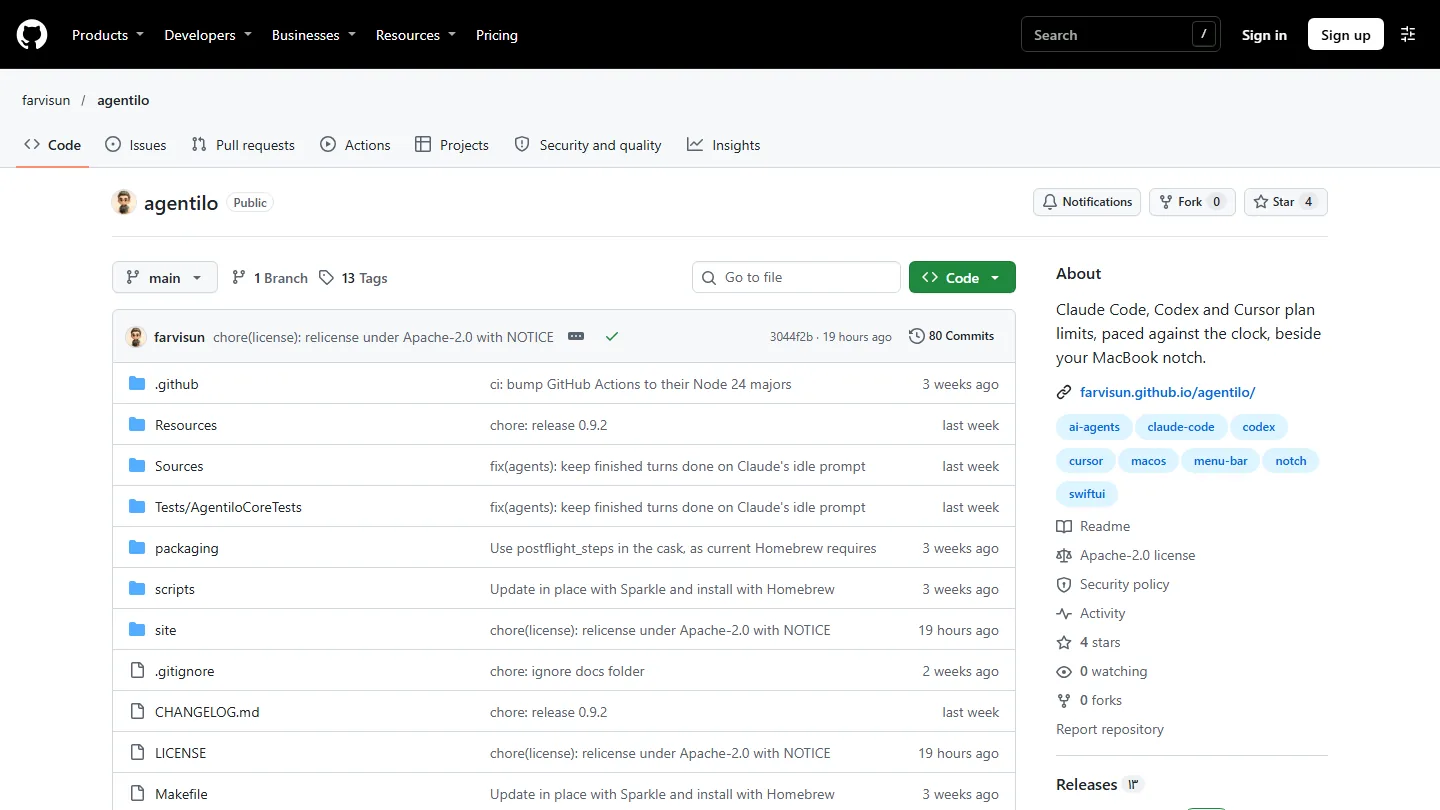 Products Developers Businesses Resources Pricing Search / Sign in Sign up
farvisun / agentilo
Code Issues Pull requests Actions Projects Security and quality Insights
agentilo Public Notifications Fork 0 Star 4
main 1 Branch 13 Tags Go to file Code
farvisun chore(license): relicense under Apache-2.0 with NOTICE 3044f2b · 19 hours ago 80 Commits
.github ci: bump GitHub Actions to their Node 24 majors 3 weeks ago
Resources chore: release 0.9.2 last week
Sources fix(agents): keep finished turns done on Claude's idle prompt last week
Tests/AgentiloCoreTests fix(agents): keep finished turns done on Claude's idle prompt last week
packaging Use postflight_steps in the cask, as current Homebrew requires 3 weeks ago
scripts Update in place with Sparkle and install with Homebrew 3 weeks ago
site chore(license): relicense under Apache-2.0 with NOTICE 19 hours ago
.gitignore chore: ignore docs folder 2 weeks ago
CHANGELOG.md chore: release 0.9.2 last week
LICENSE chore(license): relicense under Apache-2.0 with NOTICE 19 hours ago
Makefile Update in place with Sparkle and install with Homebrew 3 weeks ago
About
Claude Code, Codex and Cursor plan
limits, paced against the clock, beside
your MacBook notch.
farvisun.github.io/agentilo/
ai-agents claude-code codex
cursor macos menu-bar notch
swiftui
Readme
Apache-2.0 license
Security policy
Activity
4 stars
0 watching
0 forks
Report repository
Releases ۱۳